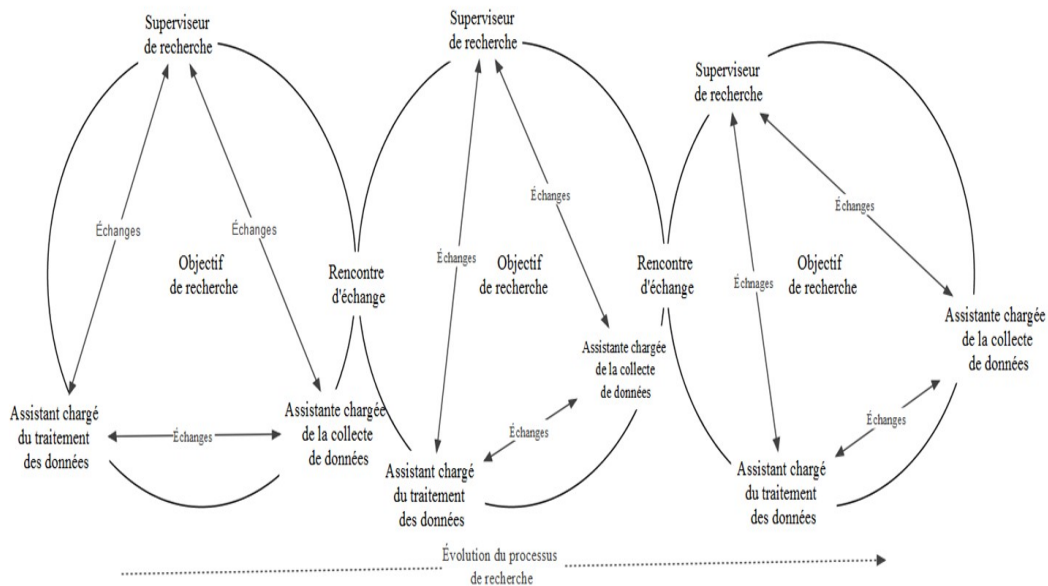 Superviseur
de recherche
Échanges
Échanges
Objectif
de recherche
Assistant chargé
du traitement
des données
Échanges
Assistante chargée
de la collecte
de données
Rencontre
d'échange
Superviseur
de recherche
Échanges
Échanges
Objectif
de recherche
Assistante chargée
de la collecte
de données
Échanges
Assistant chargé
du traitement
des données
Rencontre
d'échange
Superviseur
de recherche
Échanges
Échnages
Objectif
de recherche
Assistante chargée
de la collecte
de données
Échanges
Assistant chargé
du traitement
des données
Évolution du processus
de recherche